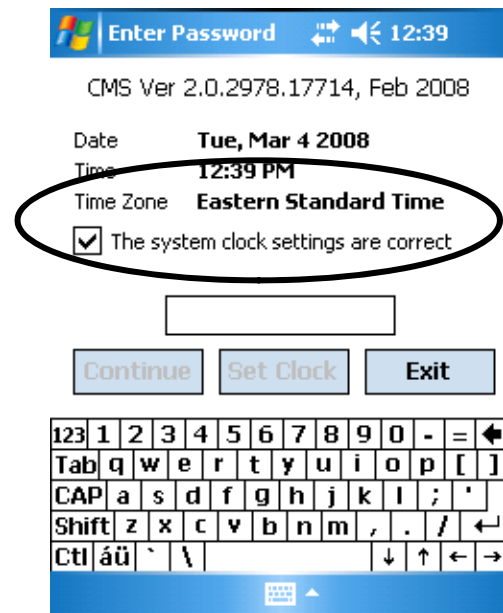 Enter Password 12:39
CMS Ver 2.0.2978.17714, Feb 2008
Date Tue, Mar 4 2008
Time 12:39 PM
Time Zone Eastern Standard Time
The system clock settings are correct
Continue Set Clock Exit
123 1 2 3 4 5 6 7 8 9 0 - = 
Tab q w e r t y u i o p [ ]
CAP a s d f g h j k l ; '
Shift z x c v b n m , . / ↵
Ctl áü ` \ ↓ ↑ ← →